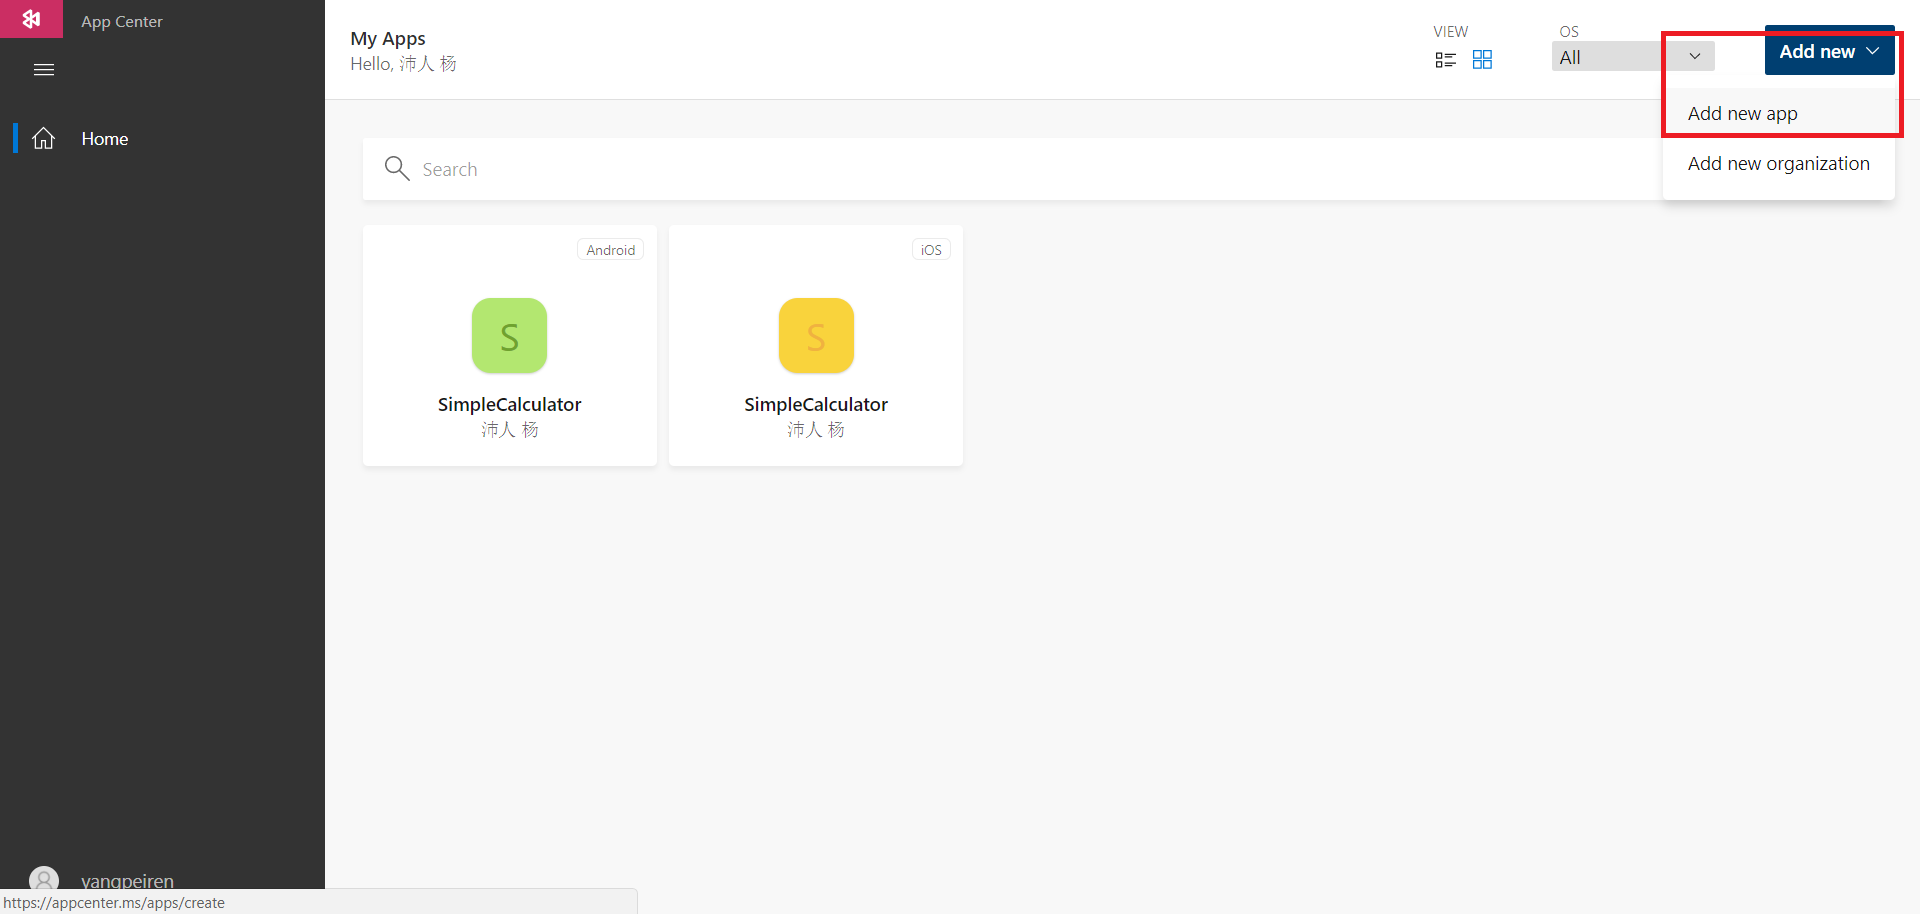 App Center
Home
My Apps
Hello, 沛人 杨
VIEW
OS
All
Add new
Add new app
Add new organization
Search
Android
S
SimpleCalculator
沛人 杨
iOS
S
SimpleCalculator
沛人 杨
yangpeiren
https://appcenter.ms/apps/create